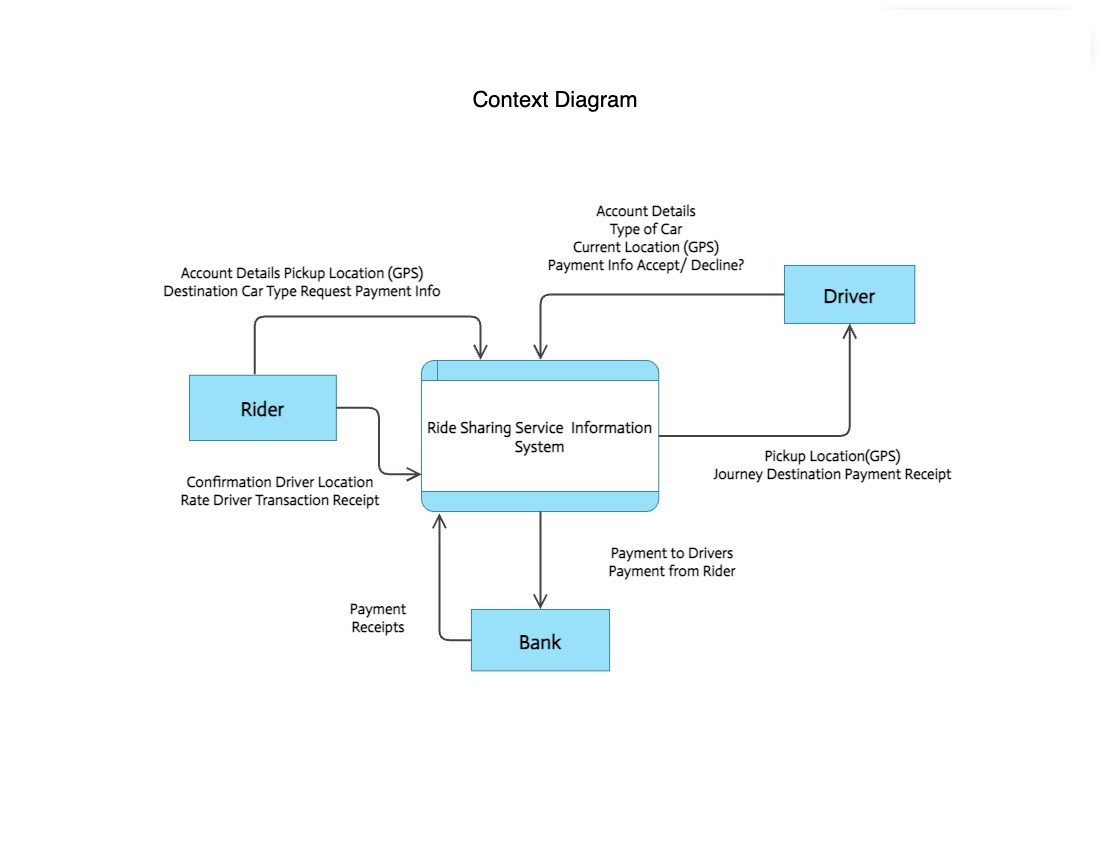 Context Diagram
Account Details
Type of Car
Current Location (GPS)
Payment Info Accept/ Decline?
Account Details Pickup Location (GPS)
Destination Car Type Request Payment Info
Driver
Rider
Ride Sharing Service Information
System
Pickup Location(GPS)
Journey Destination Payment Receipt
Confirmation Driver Location
Rate Driver Transaction Receipt
Payment to Drivers
Payment from Rider
Payment
Receipts
Bank